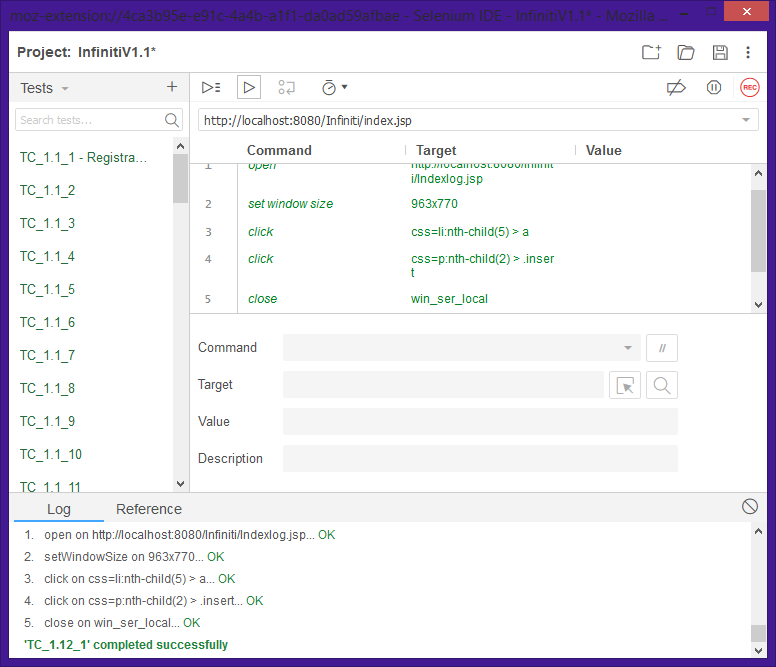 moz-extension://4ca3b95e-e91c-4a4b-a1f1-da0ad59afbae - Selenium IDE - InfinitiV1.1* - Mozilla ...
Project: InfinitiV1.1*
Tests
REC
Search tests...
http://localhost:8080/Infiniti/index.jsp
Command Target Value
TC_1.1_1 - Registra...
TC_1.1_2
TC_1.1_3
TC_1.1_4
TC_1.1_5
TC_1.1_6
TC_1.1_7
TC_1.1_8
TC_1.1_9
TC_1.1_10
TC_1.1_11
1 open http://localhost:8080/Infinit
i/Indexlog.jsp
2 set window size 963x770
3 click css=li:nth-child(5) > a
4 click css=p:nth-child(2) > .inser
t
5 close win_ser_local
Command //
Target
Value
Description
Log Reference
1. open on http://localhost:8080/Infiniti/Indexlog.jsp... OK
2. setWindowSize on 963x770... OK
3. click on css=li:nth-child(5) > a... OK
4. click on css=p:nth-child(2) > .insert... OK
5. close on win_ser_local... OK
'TC_1.12_1' completed successfully